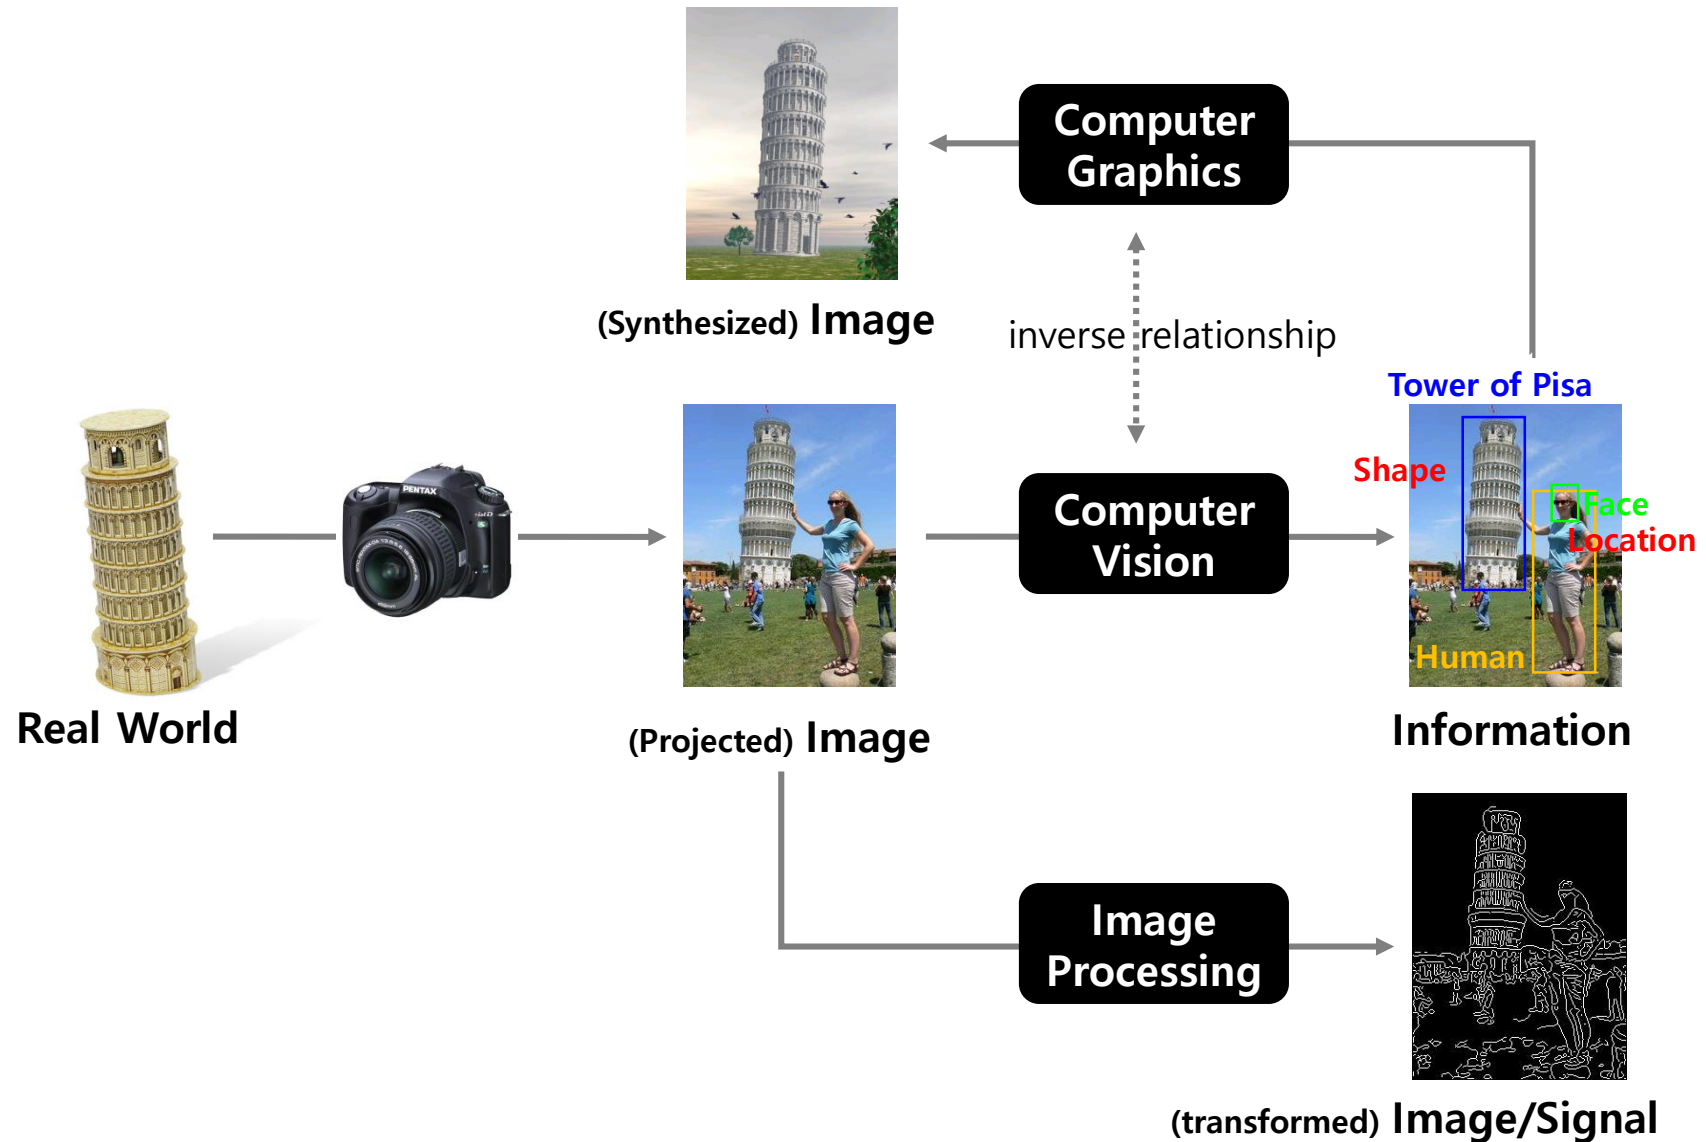 Computer
Graphics
(Synthesized) Image
inverse relationship
Tower of Pisa
Shape
Face
Location
Human
PENTAX
Computer
Vision
Real World
(Projected) Image
Information
Image
Processing
(transformed) Image/Signal